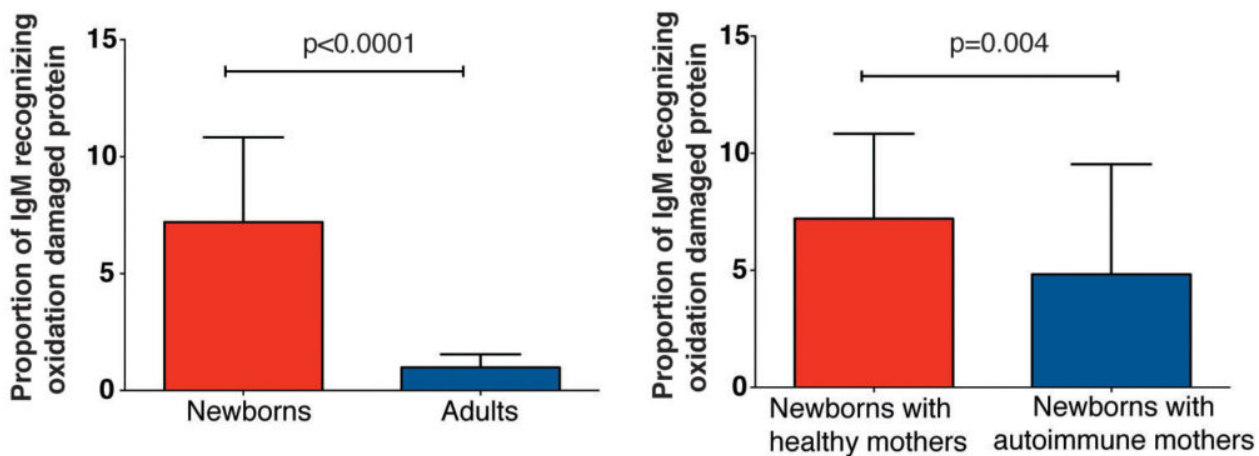 Proportion of IgM recognizing
oxidation damaged protein
15
10
5
0
p<0.0001
Newborns
Adults
Proportion of IgM recognizing
oxidation damaged protein
15
10
5
0
p=0.004
Newborns with
healthy mothers
Newborns with
autoimmune mothers